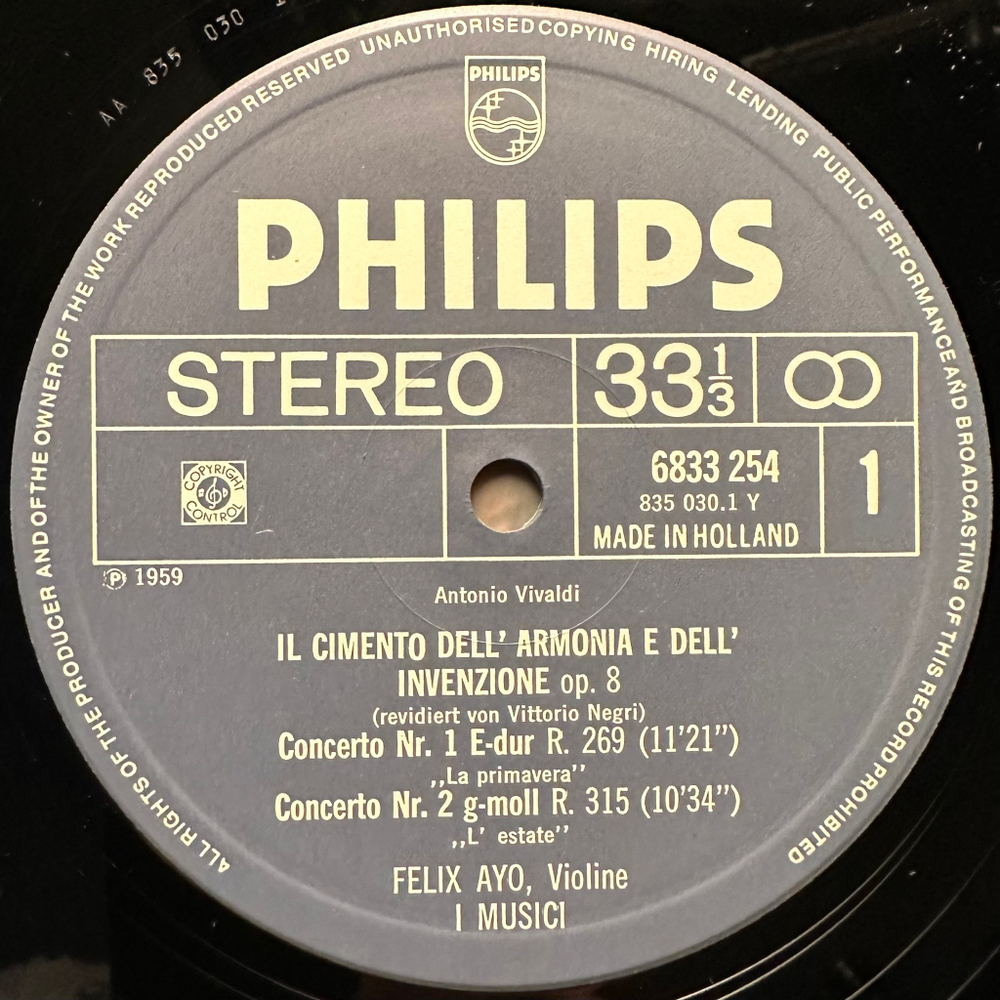 AA 835 030 1
ALL RIGHTS OF THE PRODUCER AND OF THE OWNER OF THE WORK REPRODUCED RESERVED UNAUTHORISED COPYING HIRING LENDING PUBLIC PERFORMANCE AND BROADCASTING OF THIS RECORD PROHIBITED
PHILIPS
PHILIPS
STEREO 33 1/3
COPYRIGHT CONTROL
6833 254
835 030.1 Y
MADE IN HOLLAND
1
℗ 1959
Antonio Vivaldi
IL CIMENTO DELL' ARMONIA E DELL'
INVENZIONE op. 8
(revidiert von Vittorio Negri)
Concerto Nr. 1 E-dur R. 269 (11'21'')
,,La primavera''
Concerto Nr. 2 g-moll R. 315 (10'34'')
,,L' estate''
FELIX AYO, Violine
I MUSICI